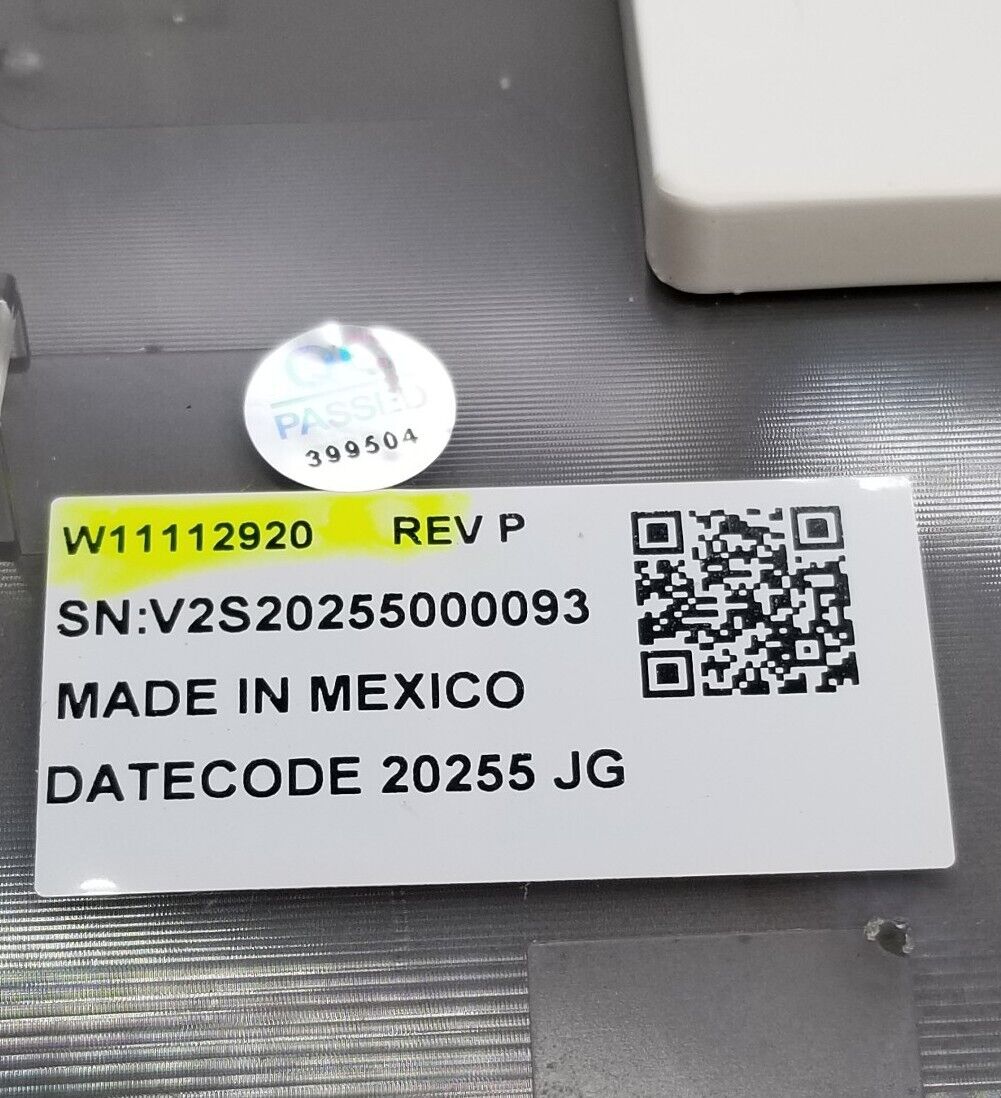 PASSED
399504
W11112920 REV P
SN:V2S20255000093
MADE IN MEXICO
DATECODE 20255 JG